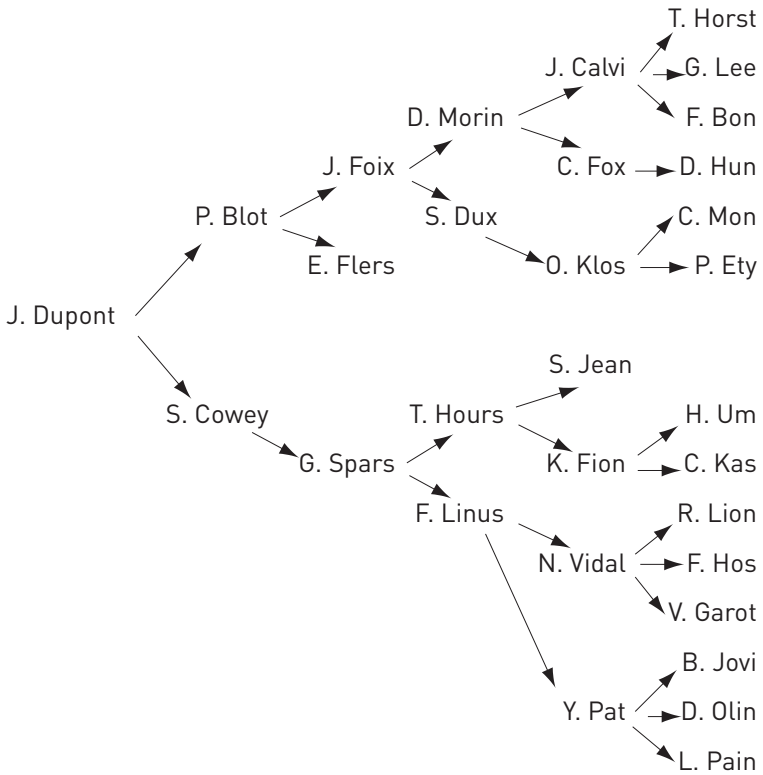 T. Horst
J. Calvi G. Lee
D. Morin F. Bon
J. Foix C. Fox D. Hun
P. Blot S. Dux C. Mon
E. Flers O. Klos P. Ety
J. Dupont
S. Jean
S. Cowey T. Hours H. Um
G. Spars K. Fion C. Kas
F. Linus R. Lion
N. Vidal F. Hos
V. Garot
B. Jovi
Y. Pat D. Olin
L. Pain